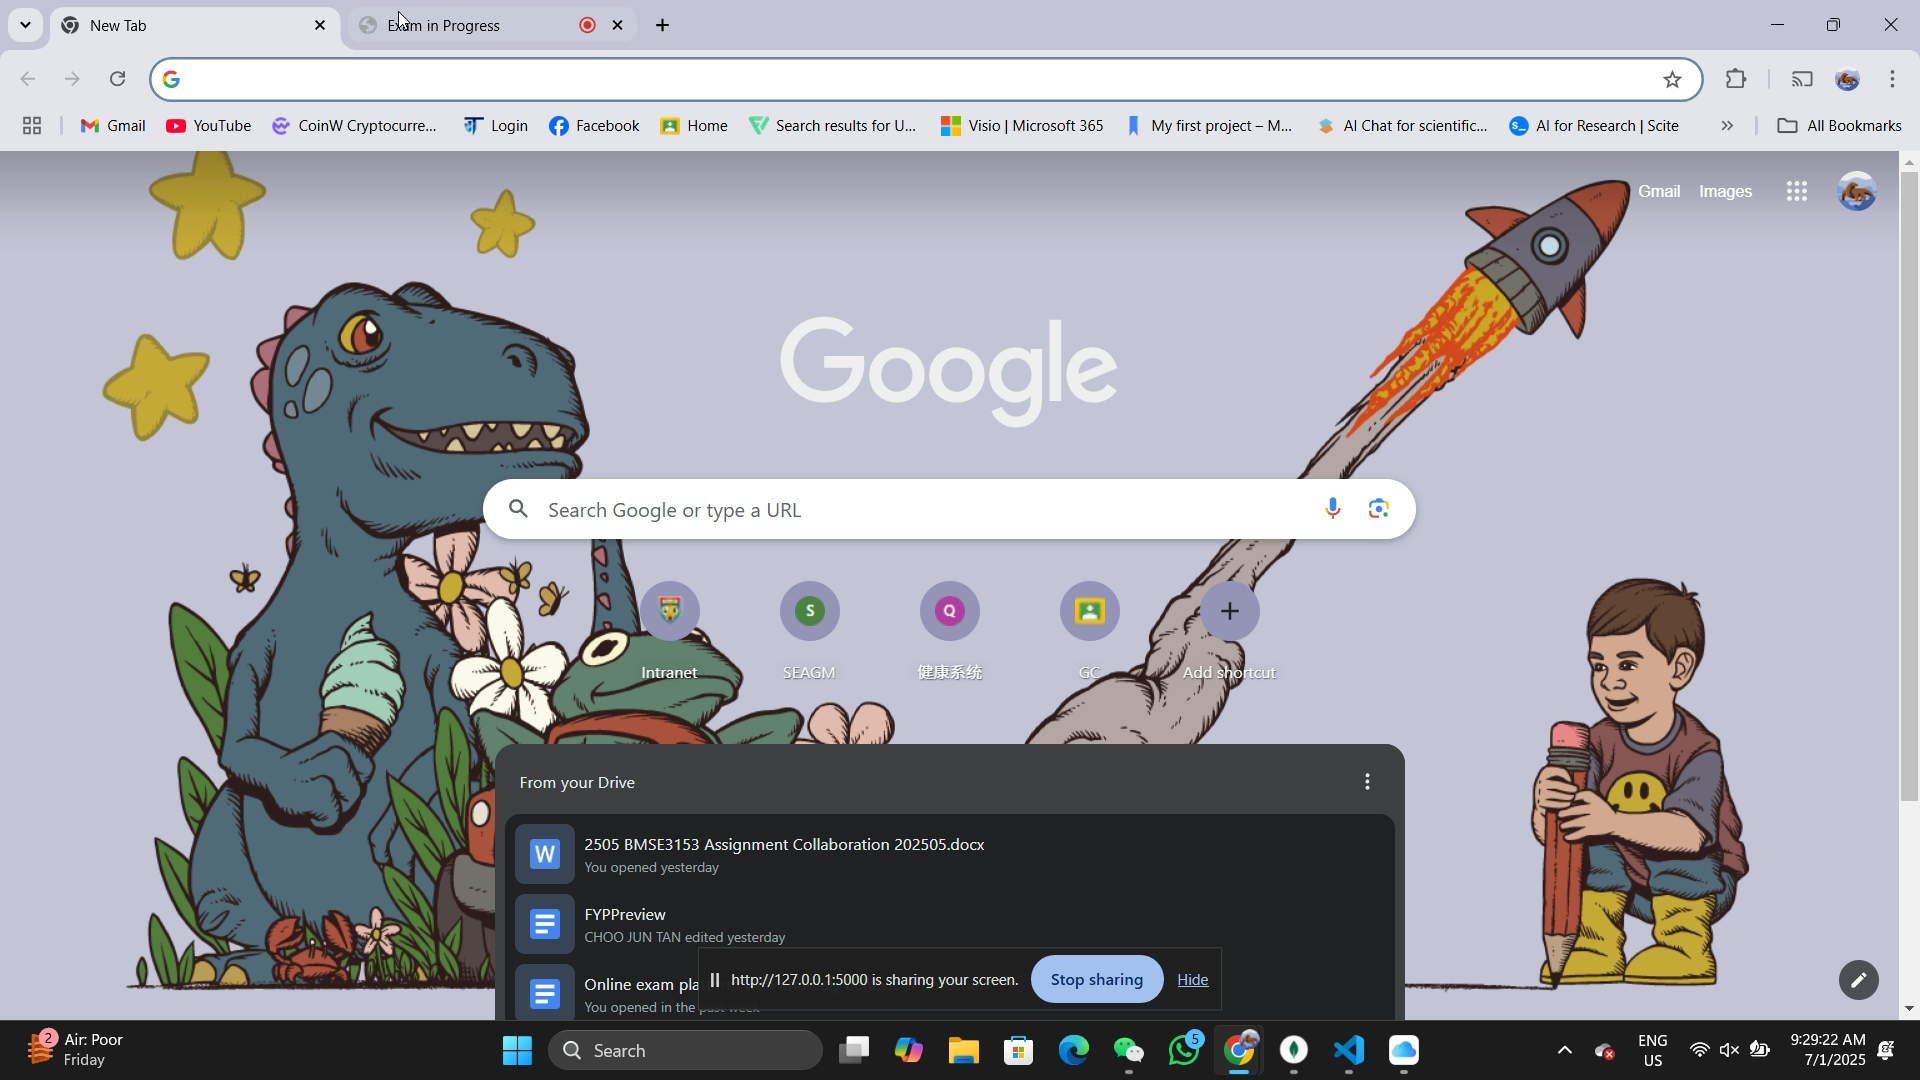 New Tab
Exam in Progress
Gmail
YouTube
CoinW Cryptocurre...
Login
Facebook
Home
Search results for U...
Visio | Microsoft 365
My first project – M...
AI Chat for scientific...
AI for Research | Scite
All Bookmarks
Gmail
Images
Google
Search Google or type a URL
S
Q
Intranet
SEAGM
健康系统
GC
Add shortcut
From your Drive
2505 BMSE3153 Assignment Collaboration 202505.docx
You opened yesterday
FYPPreview
CHOO JUN TAN edited yesterday
Online exam pla
You opened in the past week
http://127.0.0.1:5000 is sharing your screen.
Stop sharing
Hide
2
Air: Poor
Friday
Search
5
ENG
US
9:29:22 AM
7/1/2025